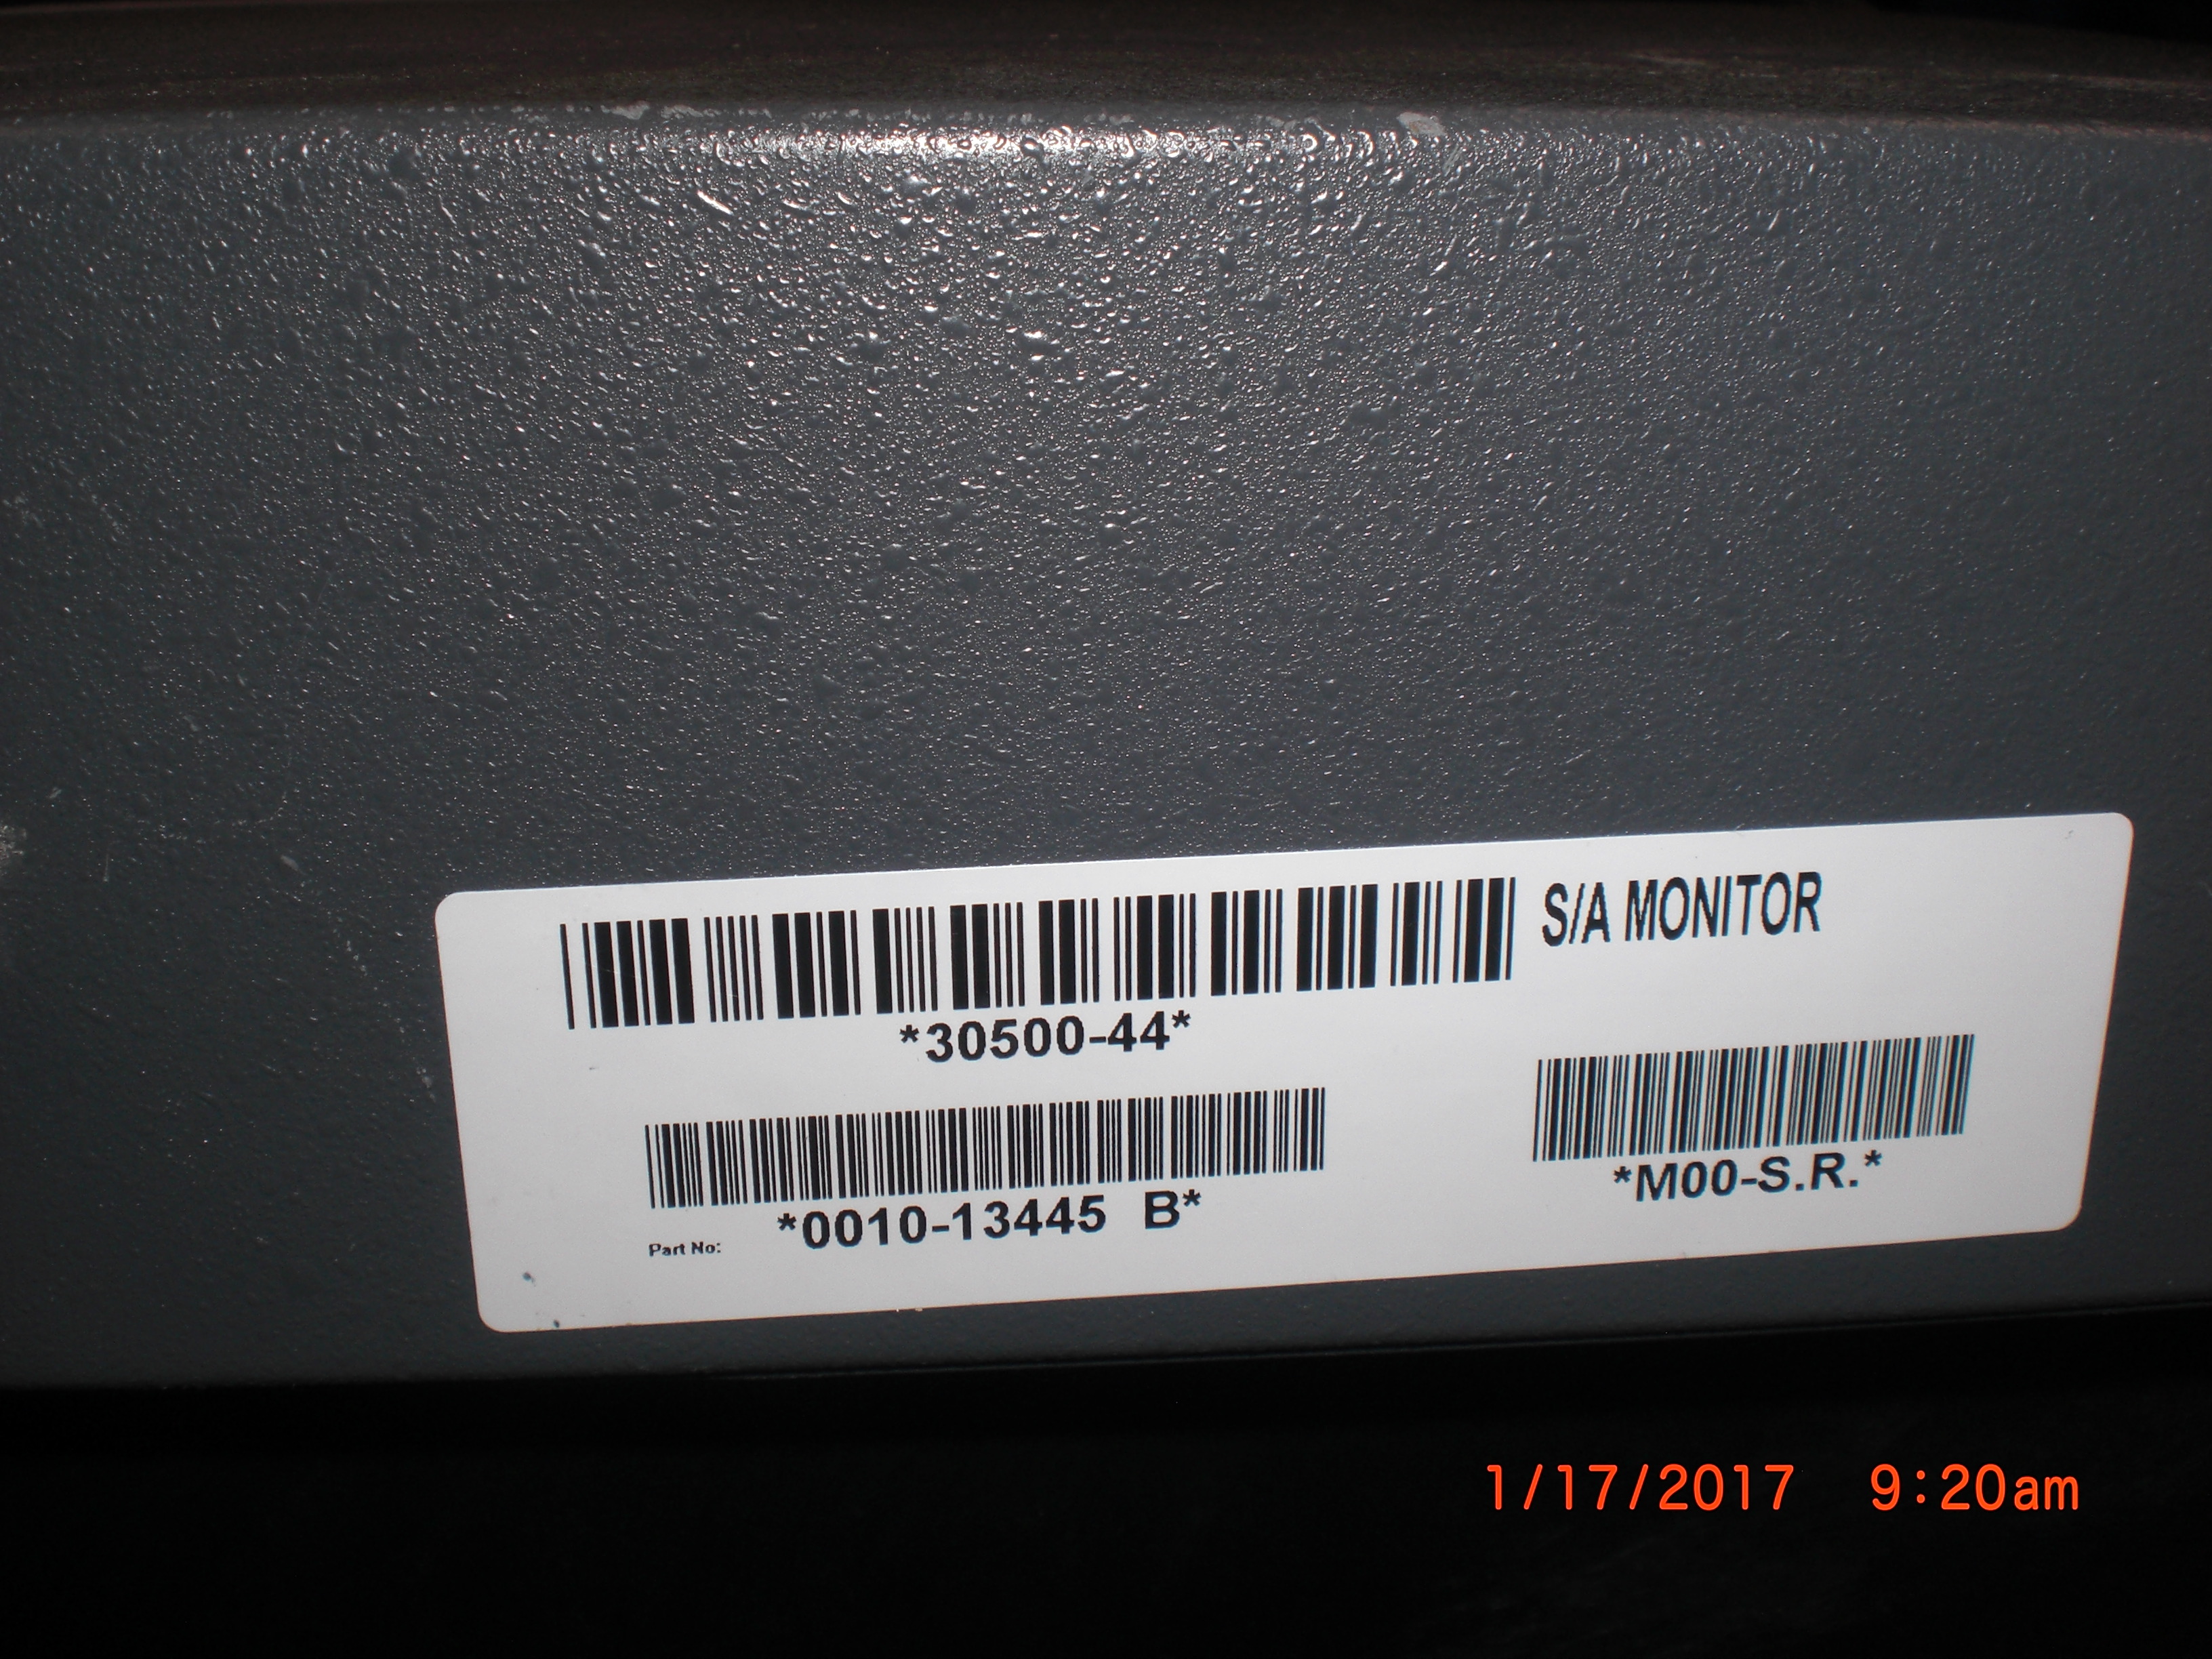 S/A MONITOR
*30500-44*
*M00-S.R.*
Part No: *0010-13445 B*
1/17/2017 9:20am